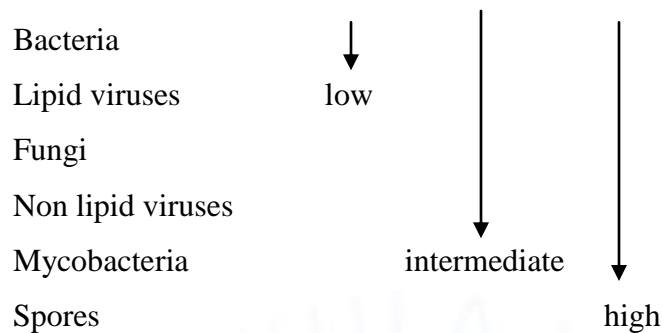 Bacteria
Lipid viruses low
Fungi
Non lipid viruses
Mycobacteria intermediate
Spores high